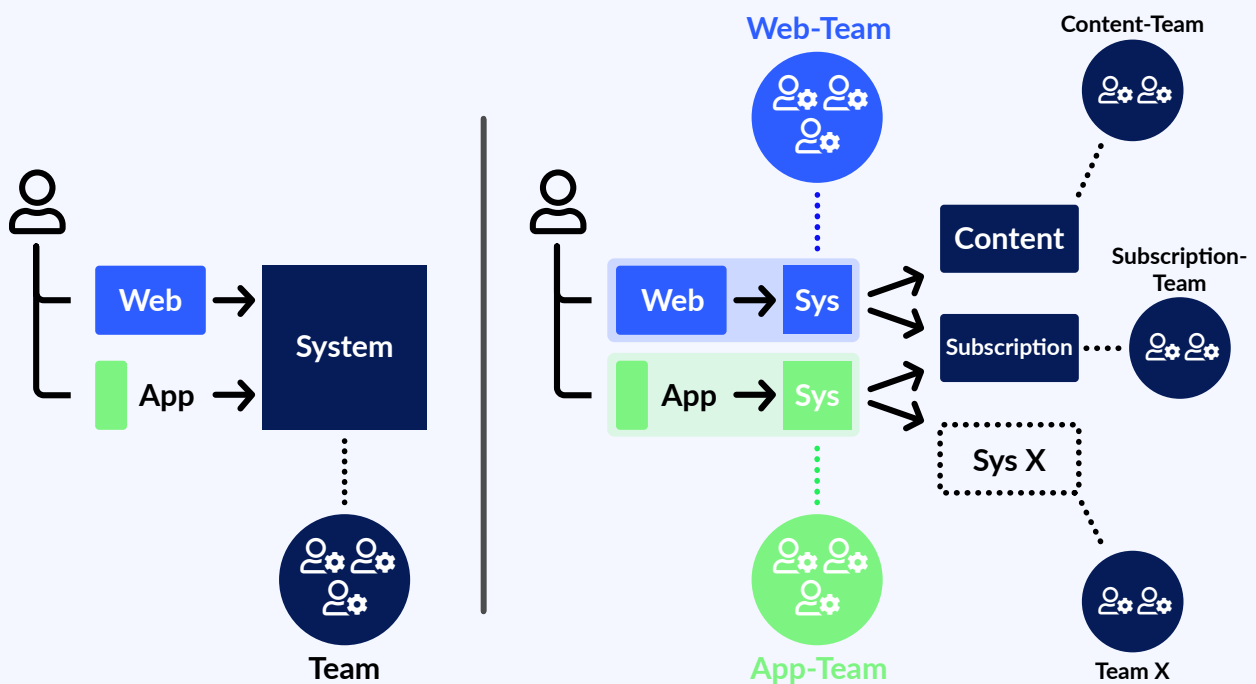 Web
App
System
Team
Web-Team
Web
Sys
App
Sys
App-Team
Content-Team
Content
Subscription-
Team
Subscription
Sys X
Team X